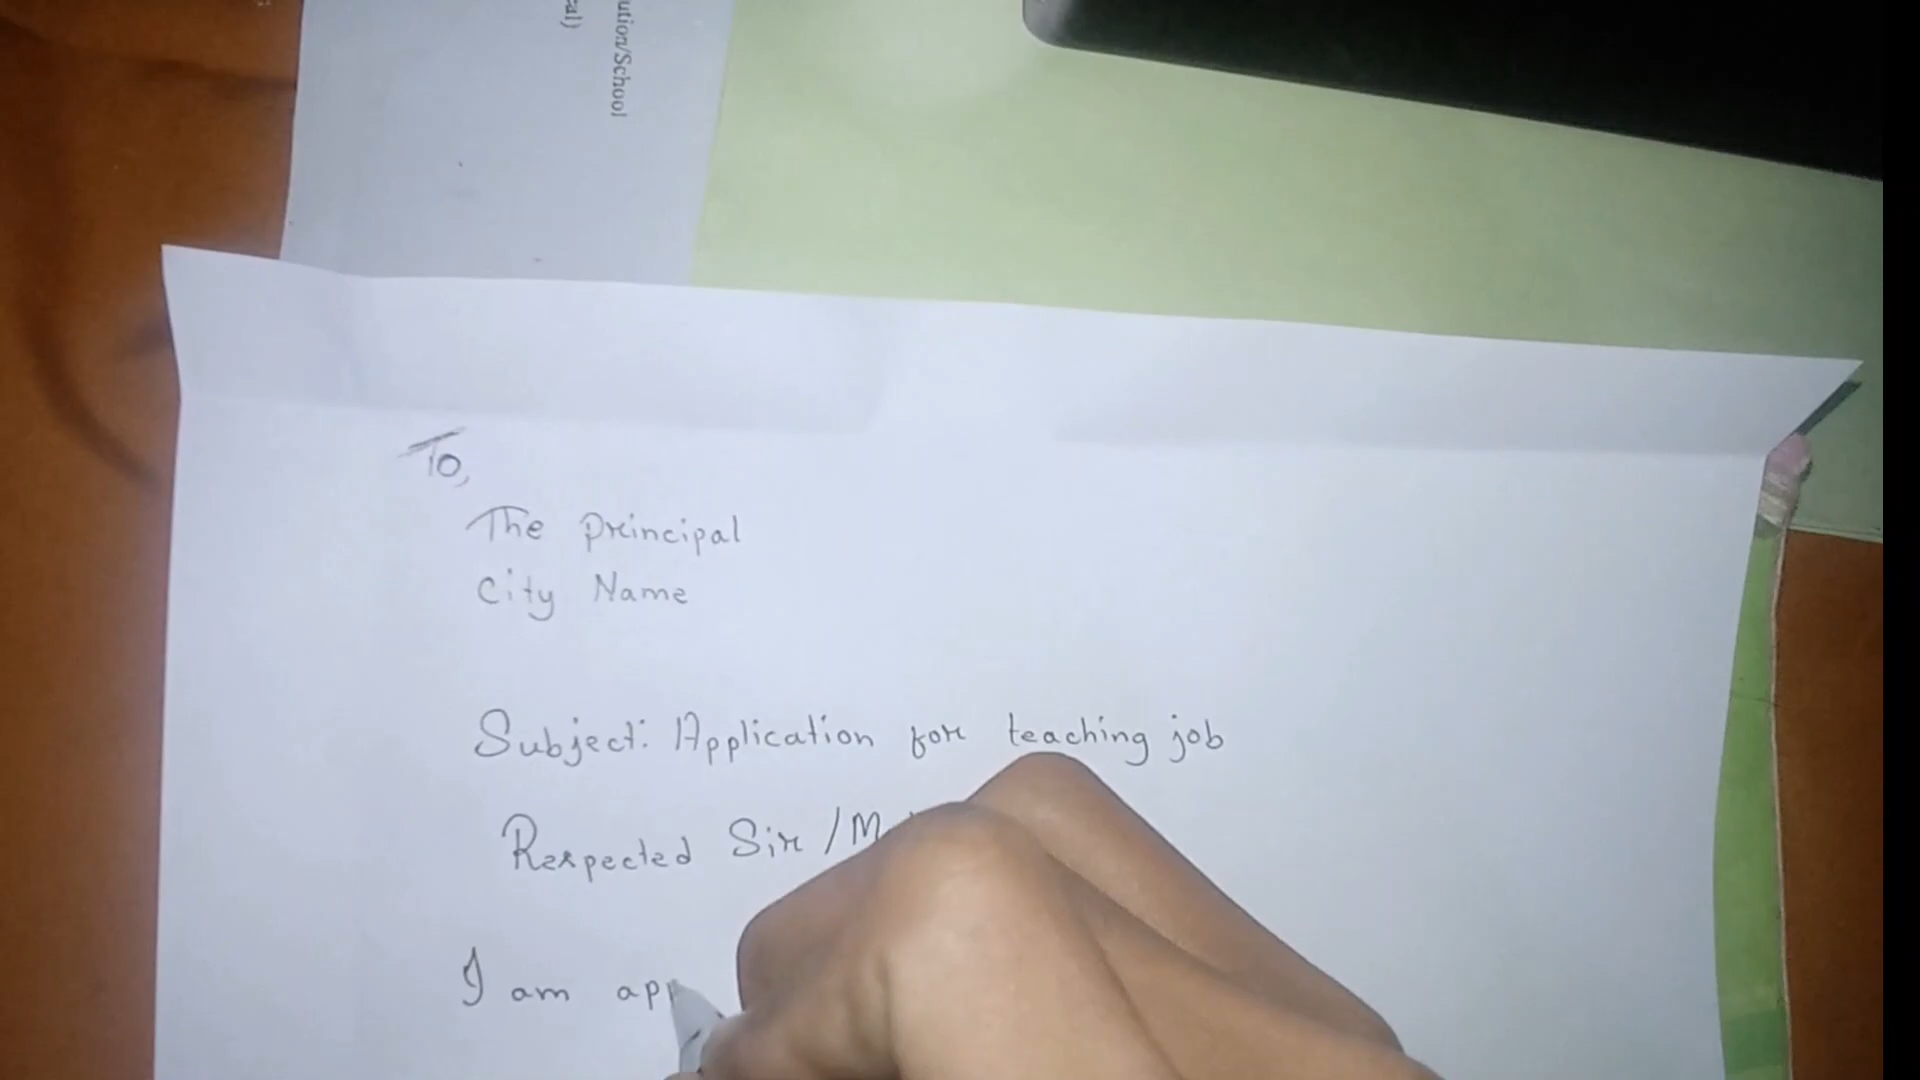 ution/School
al)
To,
The Principal
City Name
Subject: Application for teaching job
Respected Sir /M
I am app